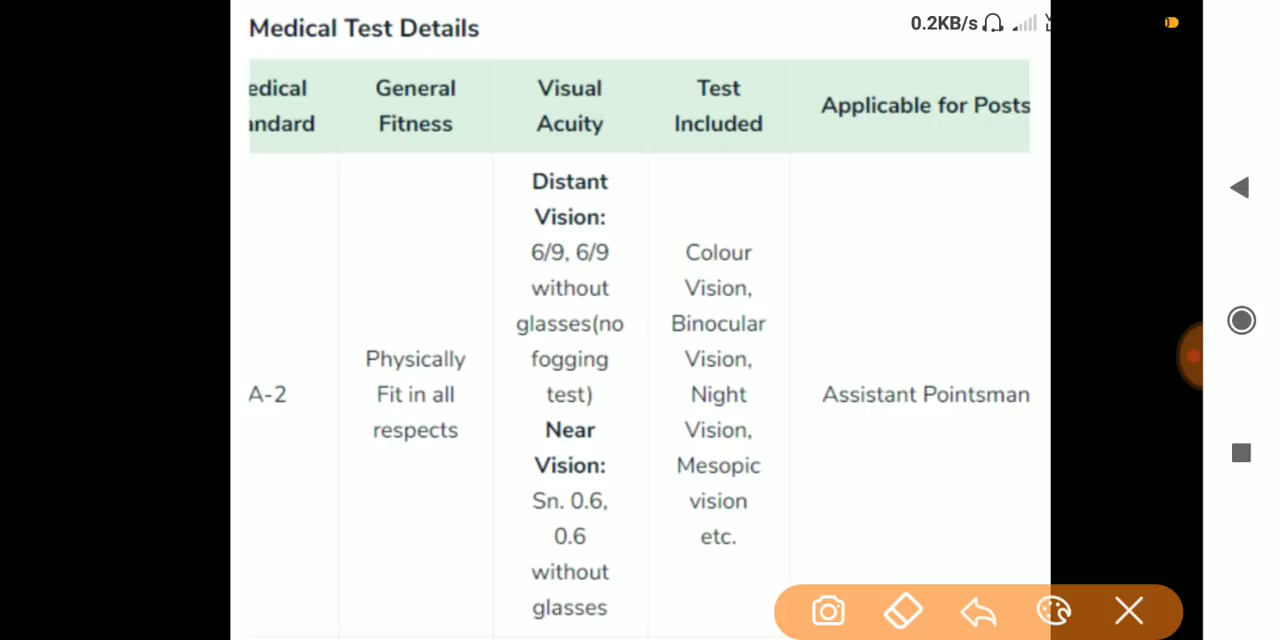 Medical Test Details
0.2KB/s
edical
andard
General
Fitness
Visual
Acuity
Test
Included
Applicable for Posts
A-2
Physically
Fit in all
respects
Distant
Vision:
6/9, 6/9
without
glasses(no
fogging
test)
Near
Vision:
Sn. 0.6,
0.6
without
glasses
Colour
Vision,
Binocular
Vision,
Night
Vision,
Mesopic
vision
etc.
Assistant Pointsman